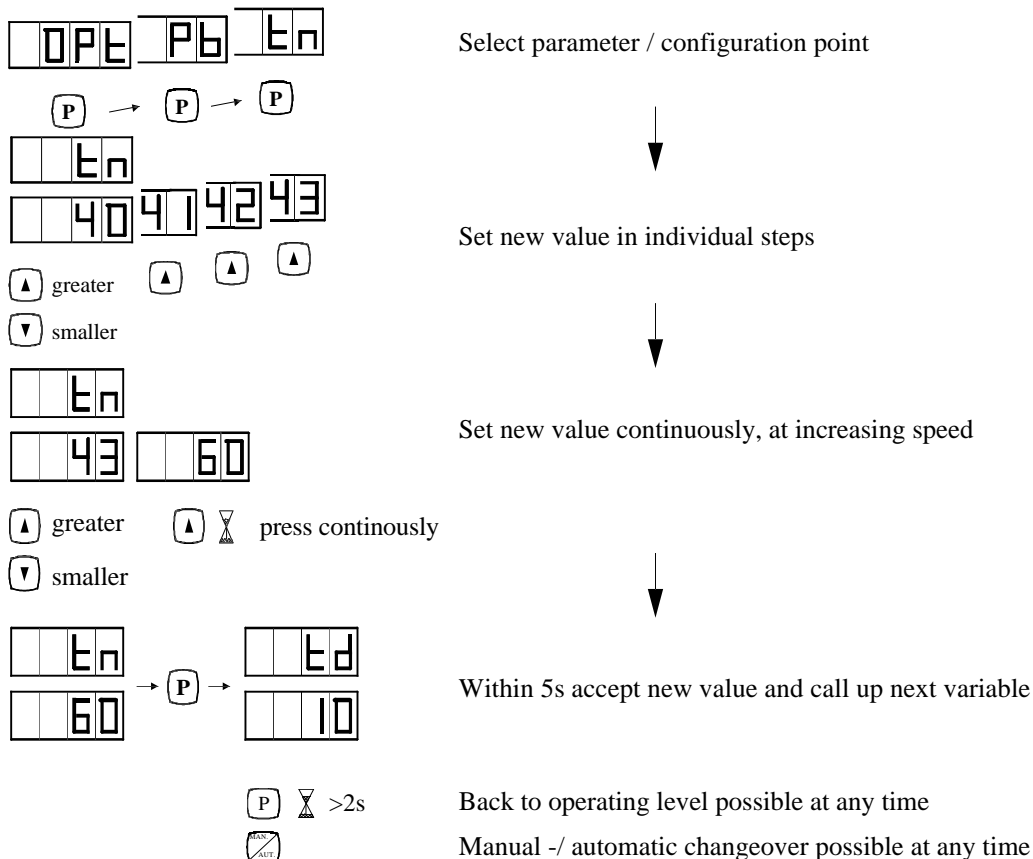 OPt Pb tn
Select parameter / configuration point
P P P
tn
40 41 42 43
Set new value in individual steps
greater
smaller
tn
43 60
Set new value continuously, at increasing speed
greater press continously
smaller
tn td
P
60 10
Within 5s accept new value and call up next variable
P >2s
Back to operating level possible at any time
MAN. AUT.
Manual -/ automatic changeover possible at any time